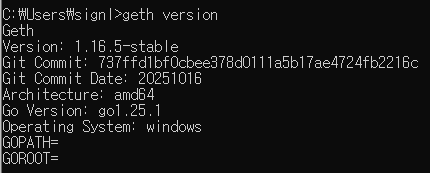 C:₩Users₩signl>geth version
Geth
Version: 1.16.5-stable
Git Commit: 737ffd1bf0cbee378d0111a5b17ae4724fb2216c
Git Commit Date: 20251016
Architecture: amd64
Go Version: go1.25.1
Operating System: windows
GOPATH=
GOROOT=